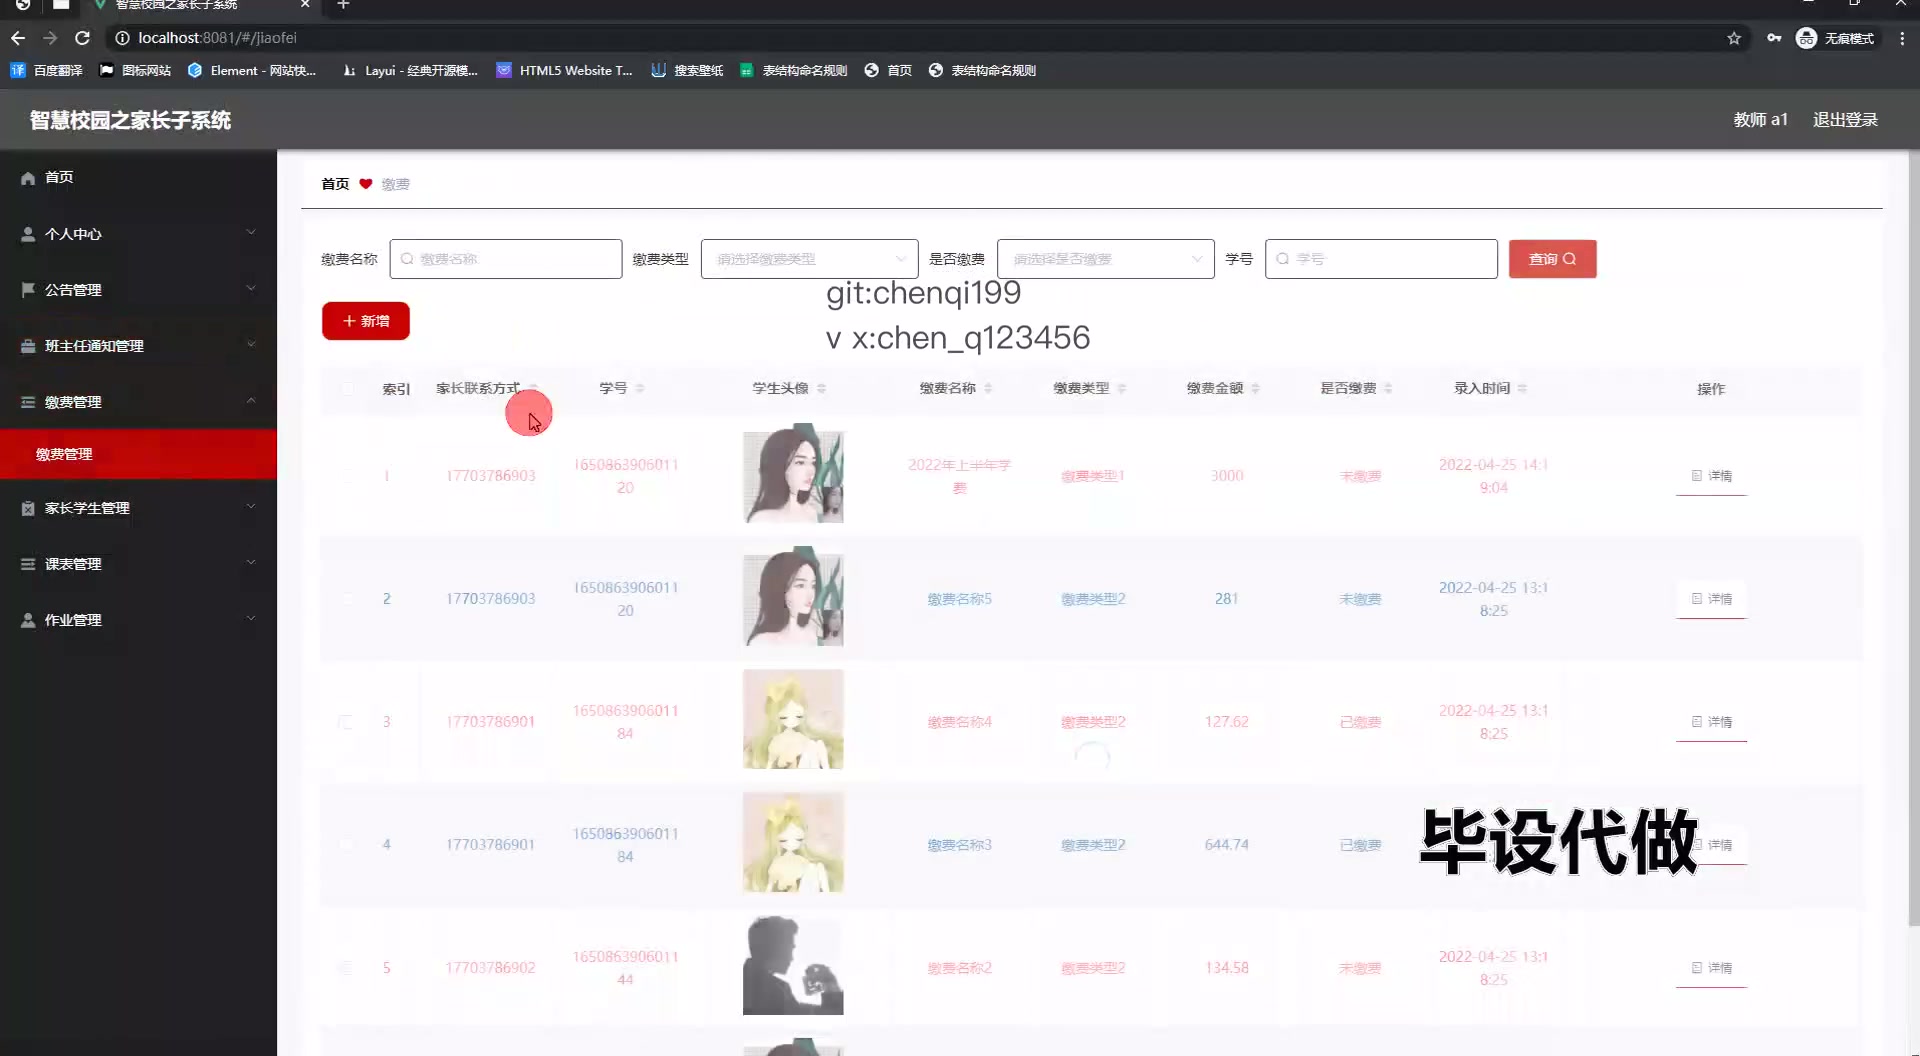 智慧校园之家长子系统
localhost:8081/#/jiaofei
无痕模式
百度翻译
图标网站
Element - 网站快...
Layui - 经典开源模...
HTML5 Website T...
搜索壁纸
表结构命名规则
首页
表结构命名规则
智慧校园之家长子系统
教师 a1
退出登录
首页
个人中心
公告管理
班主任通知管理
缴费管理
缴费管理
家长学生管理
课表管理
作业管理
首页 缴费
缴费名称 缴费名称 缴费类型 请选择缴费类型 是否缴费 请选择是否缴费 学号 学号 查询
git:chenqi199
v x:chen_q123456
+ 新增
索引 家长联系方式 学号 学生头像 缴费名称 缴费类型 缴费金额 是否缴费 录入时间 操作
1 17703786903 165086390601120 2022年上半年学费 缴费类型1 3000 未缴费 2022-04-25 14:19:04 详情
2 17703786903 165086390601120 缴费名称5 缴费类型2 281 未缴费 2022-04-25 13:18:25 详情
3 17703786901 165086390601184 缴费名称4 缴费类型2 127.62 已缴费 2022-04-25 13:18:25 详情
4 17703786901 165086390601184 缴费名称3 缴费类型2 644.74 已缴费 详情
毕设代做
5 17703786902 165086390601144 缴费名称2 缴费类型2 134.58 未缴费 2022-04-25 13:18:25 详情